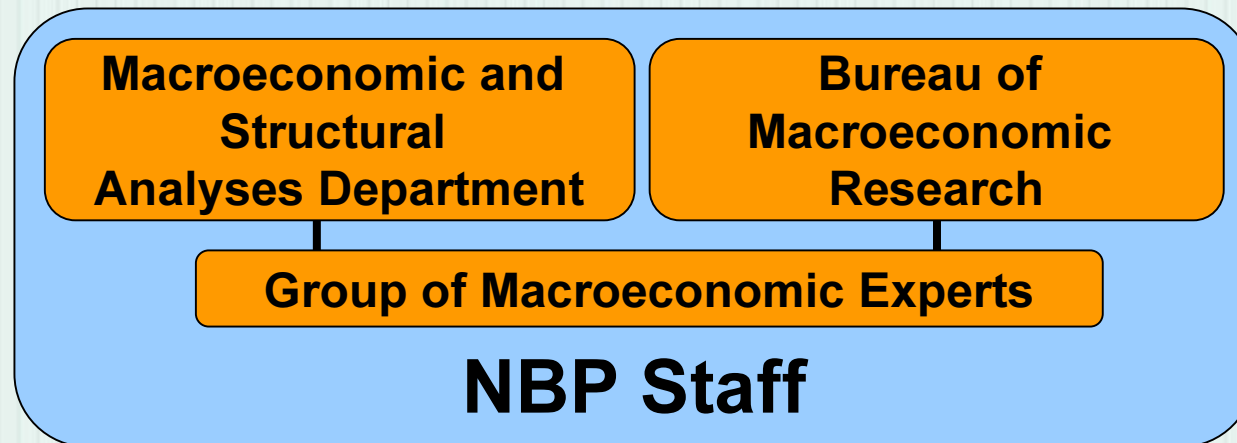 Macroeconomic and
Structural
Analyses Department
Bureau of
Macroeconomic
Research
Group of Macroeconomic Experts
NBP Staff